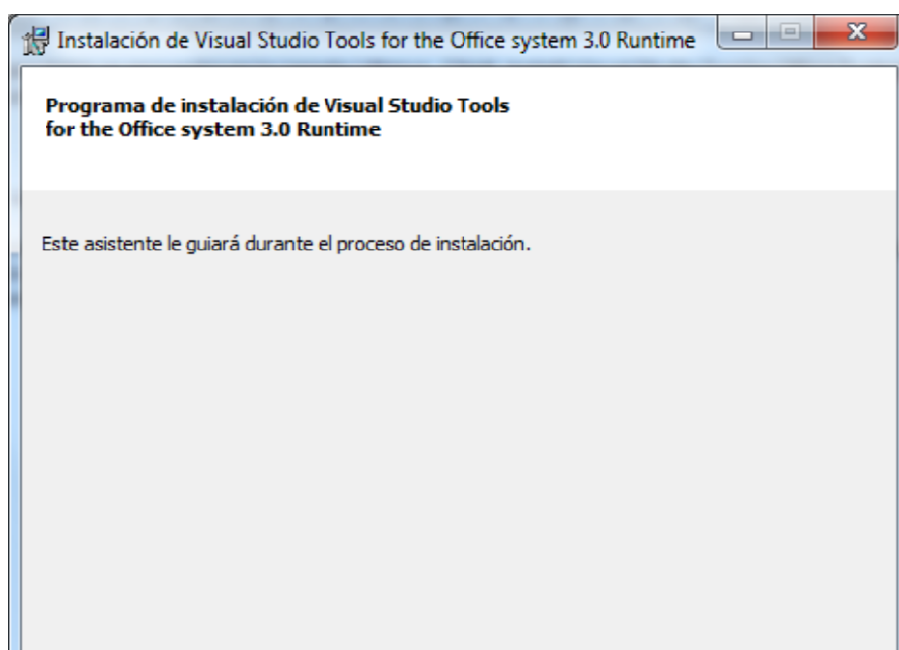 Instalación de Visual Studio Tools for the Office system 3.0 Runtime
Programa de instalación de Visual Studio Tools
for the Office system 3.0 Runtime
Este asistente le guiará durante el proceso de instalación.